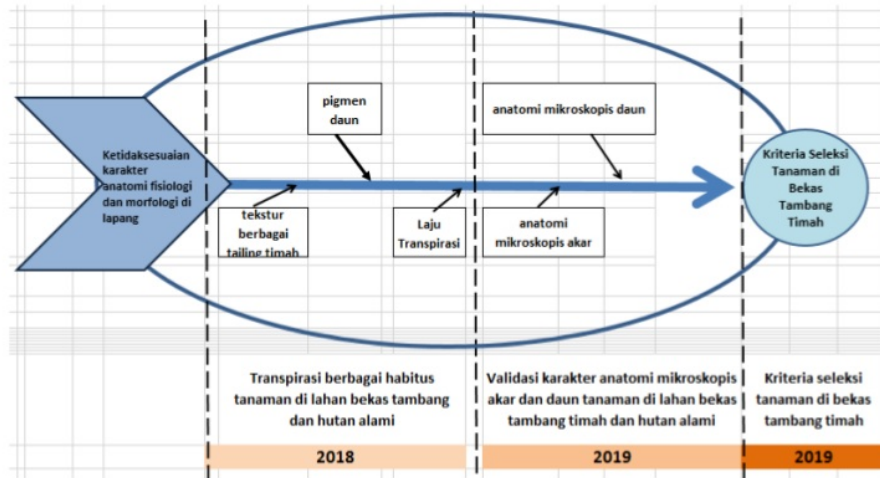 Ketidaksesuaian
karakter
anatomi fisiologi
dan morfologi di
lapang
pigmen
daun
tekstur
berbagai
tailing timah
Laju
Transpirasi
anatomi mikroskopis daun
anatomi
mikroskopis akar
Kriteria Seleksi
Tanaman di
Bekas
Tambang
Timah
Transpirasi berbagai habitus
tanaman di lahan bekas tambang
dan hutan alami
Validasi karakter anatomi mikroskopis
akar dan daun tanaman di lahan bekas
tambang timah dan hutan alami
Kriteria seleksi
tanaman di bekas
tambang timah
2018
2019
2019